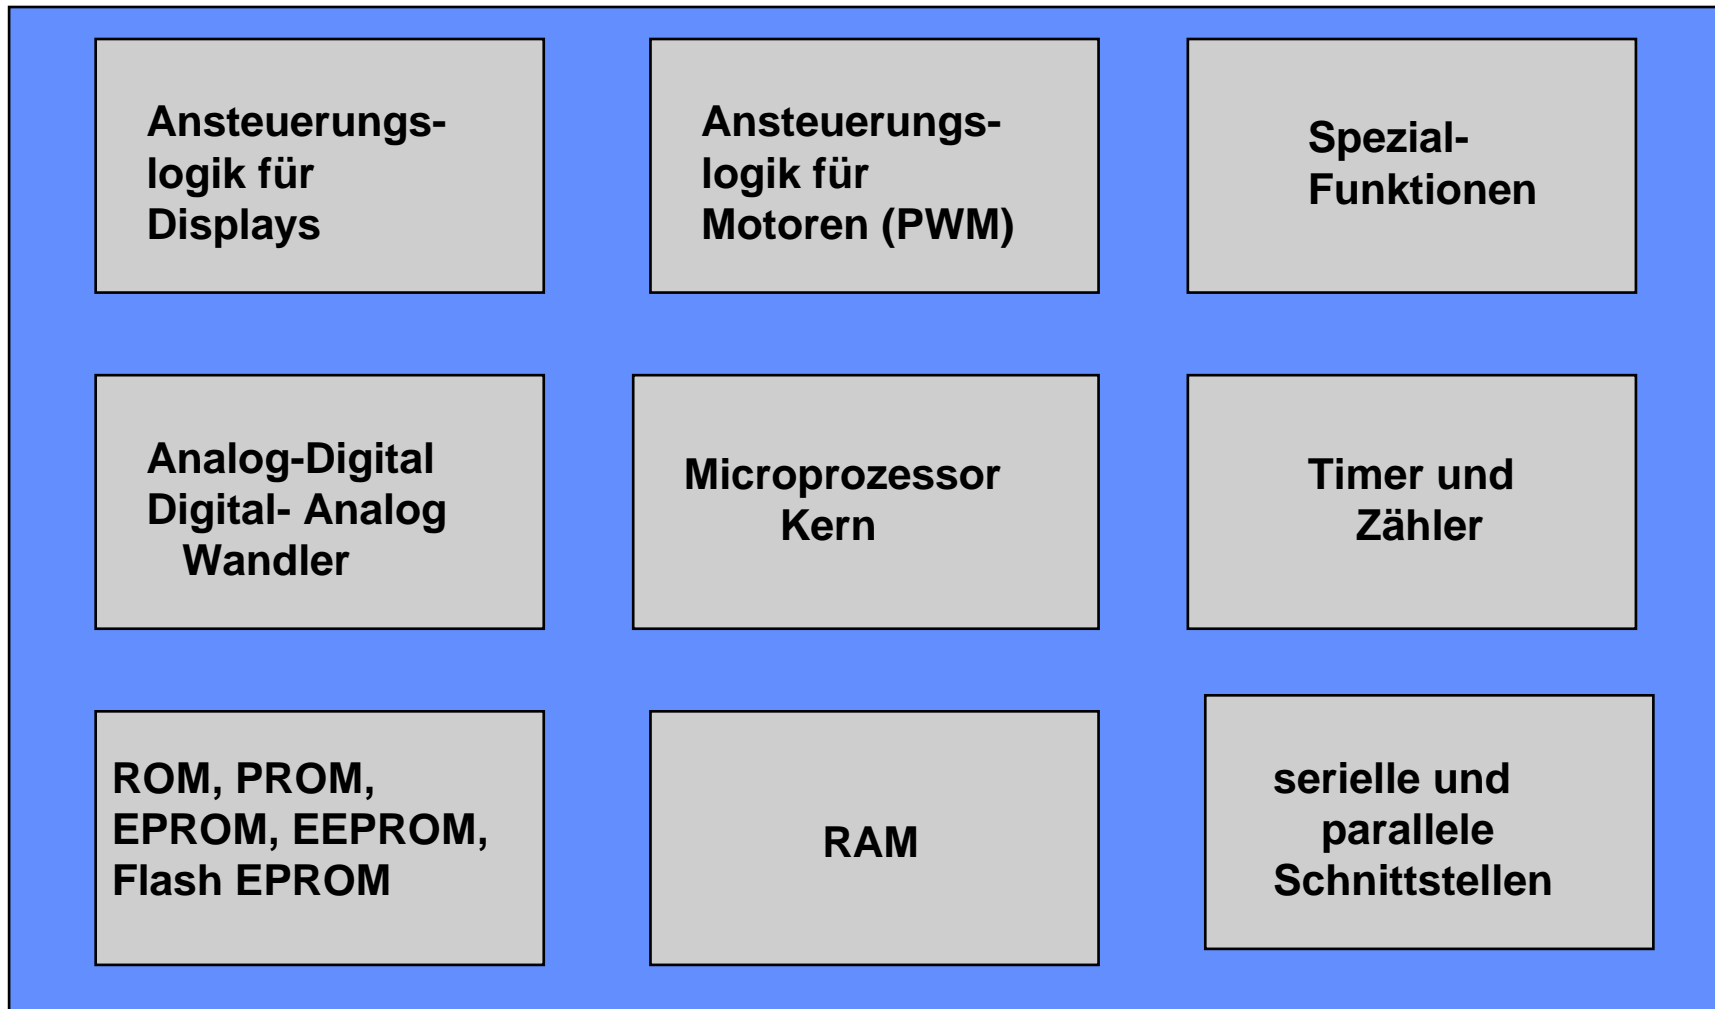 Ansteuerungs-
logik für
Displays
Ansteuerungs-
logik für
Motoren (PWM)
Spezial-
Funktionen
Analog-Digital
Digital- Analog
Wandler
Microprozessor
Kern
Timer und
Zähler
ROM, PROM,
EPROM, EEPROM,
Flash EPROM
RAM
serielle und
parallele
Schnittstellen